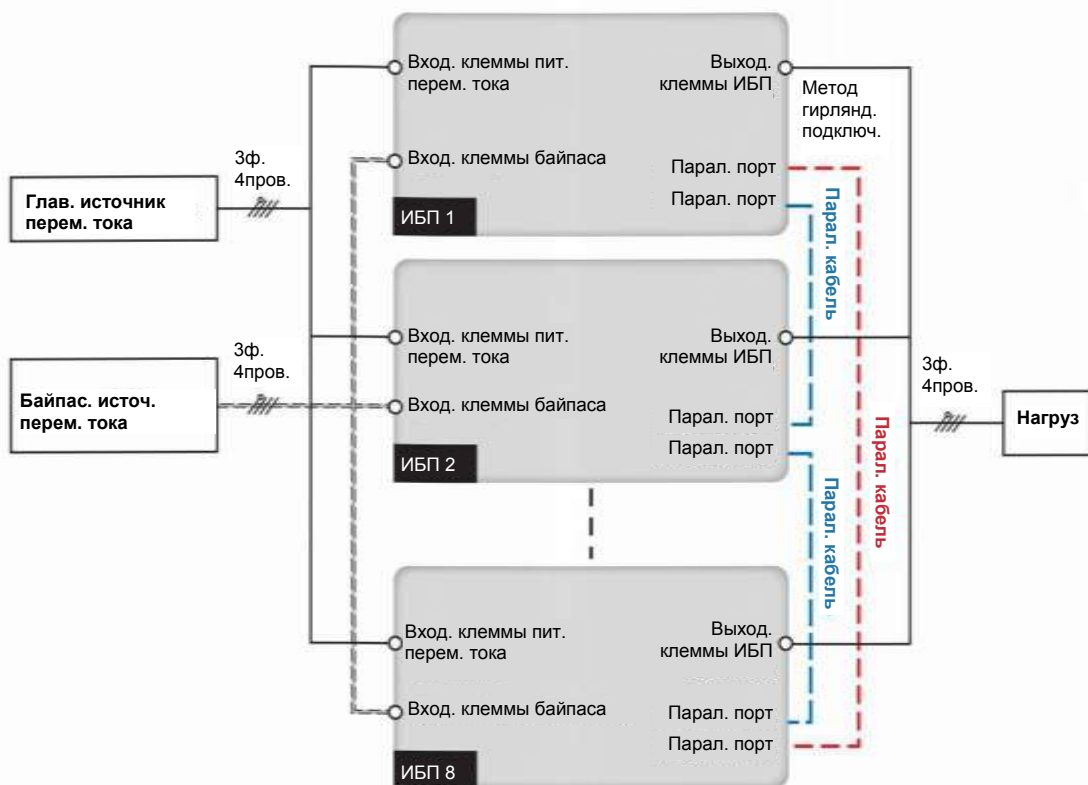 Вход. клеммы пит.
перем. тока
Выход.
клеммы ИБП
Метод
гирлянд.
подключ.
Вход. клеммы байпаса
Парал. порт
Парал. порт
ИБП 1
3ф.
4пров.
Глав. источник
перем. тока
Парал. кабель
Вход. клеммы пит.
перем. тока
Выход.
клеммы ИБП
3ф.
4пров.
Байпас. источ.
перем. тока
Вход. клеммы байпаса
Парал. порт
Парал. порт
ИБП 2
3ф.
4пров.
Нагруз
Парал. кабель
Парал. кабель
Вход. клеммы пит.
перем. тока
Выход.
клеммы ИБП
Вход. клеммы байпаса
Парал. порт
Парал. порт
ИБП 8